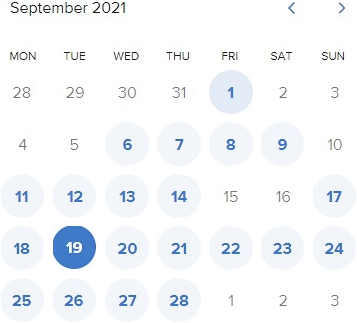 September 2021
MON TUE WED THU FRI SAT SUN
28 29 30 31 1 2 3
4 5 6 7 8 9 10
11 12 13 14 15 16 17
18 19 20 21 22 23 24
25 26 27 28 1 2 3